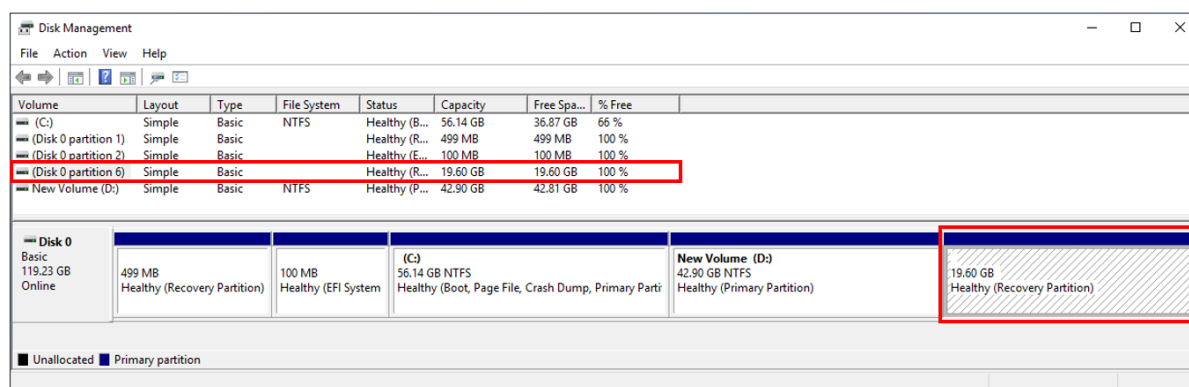 Disk Management
File Action View Help
Volume Layout Type File System Status Capacity Free Spa... % Free
(C:) Simple Basic NTFS Healthy (B... 56.14 GB 36.87 GB 66 %
(Disk 0 partition 1) Simple Basic Healthy (R... 499 MB 499 MB 100 %
(Disk 0 partition 2) Simple Basic Healthy (E... 100 MB 100 MB 100 %
(Disk 0 partition 6) Simple Basic Healthy (R... 19.60 GB 19.60 GB 100 %
New Volume (D:) Simple Basic NTFS Healthy (P... 42.90 GB 42.81 GB 100 %
Disk 0
Basic
119.23 GB
Online
499 MB
Healthy (Recovery Partition)
100 MB
Healthy (EFI System
(C:)
56.14 GB NTFS
Healthy (Boot, Page File, Crash Dump, Primary Parti
New Volume (D:)
42.90 GB NTFS
Healthy (Primary Partition)
19.60 GB
Healthy (Recovery Partition)
Unallocated Primary partition